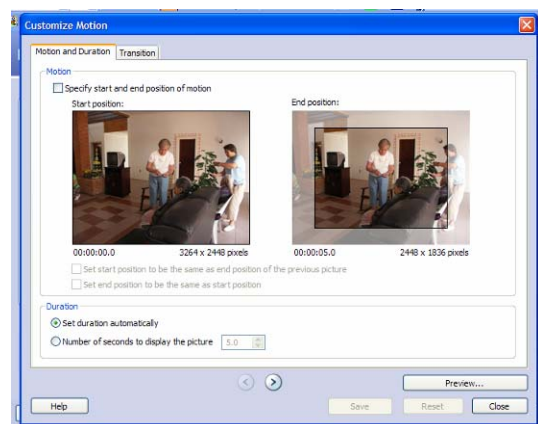 Customize Motion
Motion and Duration Transition
Motion
Specify start and end position of motion
Start position: End position:
00:00:00.0 3264 x 2448 pixels 00:00:05.0 2448 x 1836 pixels
Set start position to be the same as end position of the previous picture
Set end position to be the same as start position
Duration
Set duration automatically
Number of seconds to display the picture 5.0
Preview...
Help Save Reset Close